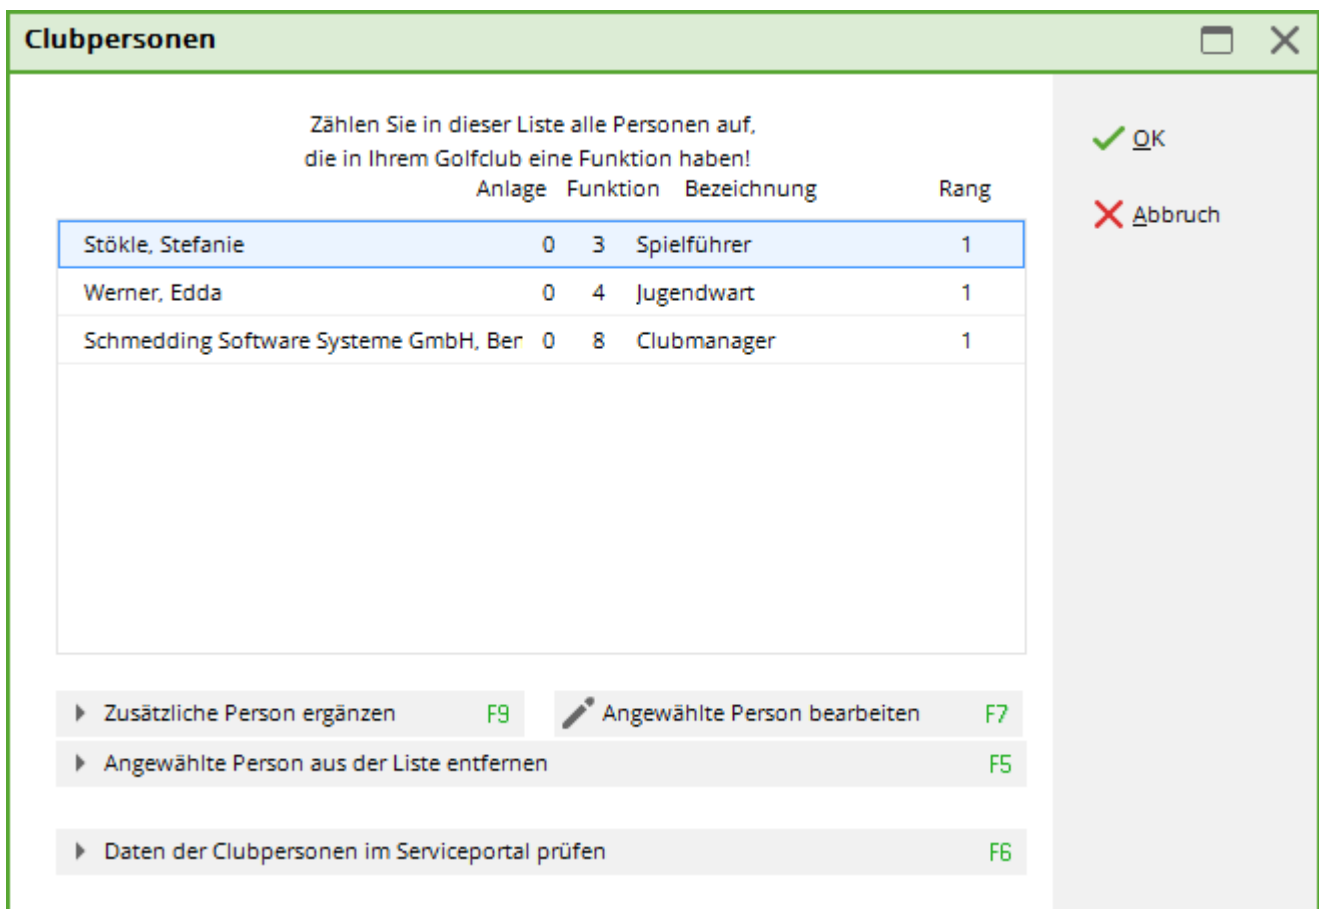 Clubpersonen
Zählen Sie in dieser Liste alle Personen auf,
die in Ihrem Golfclub eine Funktion haben!
Anlage Funktion Bezeichnung Rang
Stökle, Stefanie 0 3 Spielführer 1
Werner, Edda 0 4 Jugendwart 1
Schmedding Software Systeme GmbH, Ber 0 8 Clubmanager 1
Zusätzliche Person ergänzen F9
Angewählte Person bearbeiten F7
Angewählte Person aus der Liste entfernen F5
Daten der Clubpersonen im Serviceportal prüfen F6
OK
Abbruch